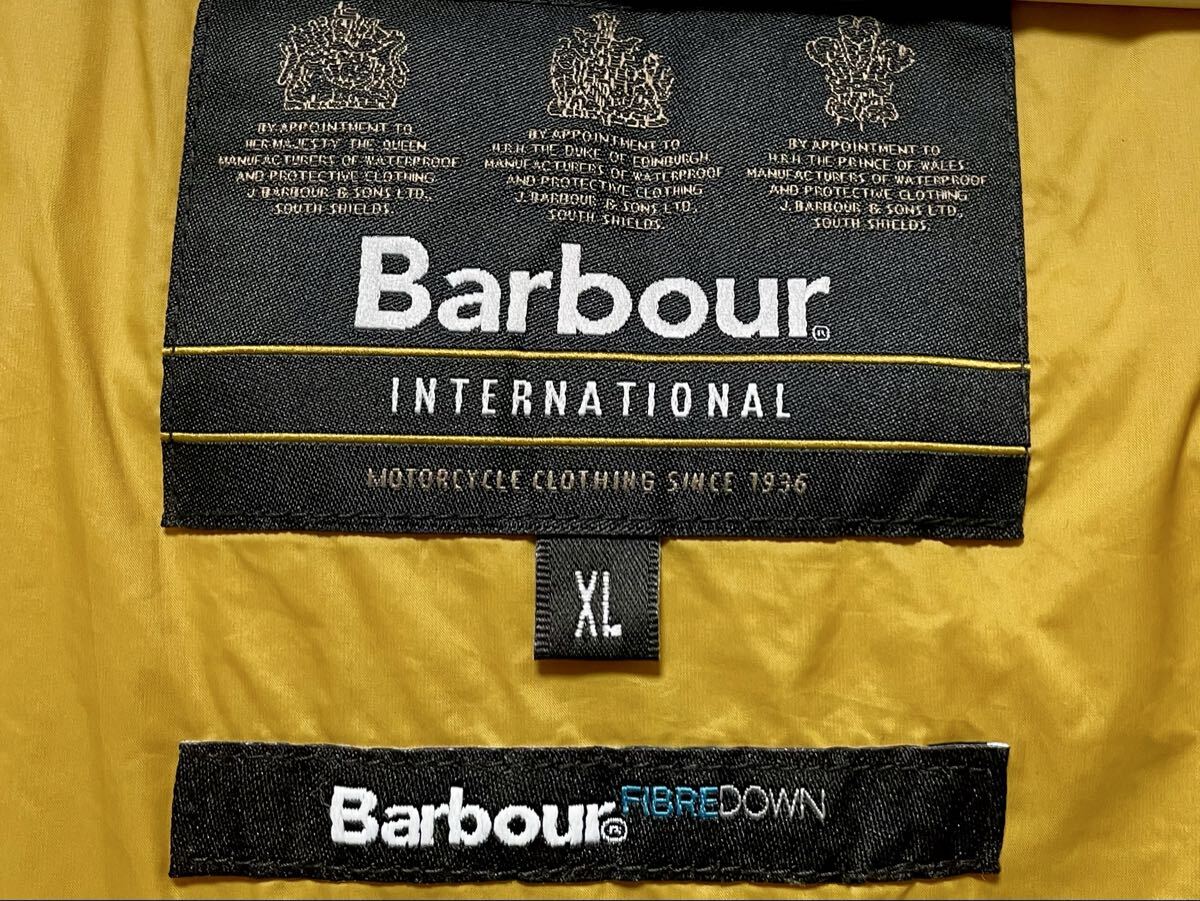 BY APPOINTMENT TO
HER MAJESTY THE QUEEN
MANUFACTURERS OF WATERPROOF
AND PROTECTIVE CLOTHING
J. BARBOUR & SONS LTD.,
SOUTH SHIELDS.
BY APPOINTMENT TO
H.R.H. THE DUKE OF EDINBURGH
MANUFACTURERS OF WATERPROOF
AND PROTECTIVE CLOTHING
J. BARBOUR & SONS LTD.,
SOUTH SHIELDS.
BY APPOINTMENT TO
H.R.H. THE PRINCE OF WALES
MANUFACTURERS OF WATERPROOF
AND PROTECTIVE CLOTHING
J. BARBOUR & SONS LTD.,
SOUTH SHIELDS.
Barbour®
INTERNATIONAL
MOTORCYCLE CLOTHING SINCE 1936
XL
Barbour® FIBREDOWN